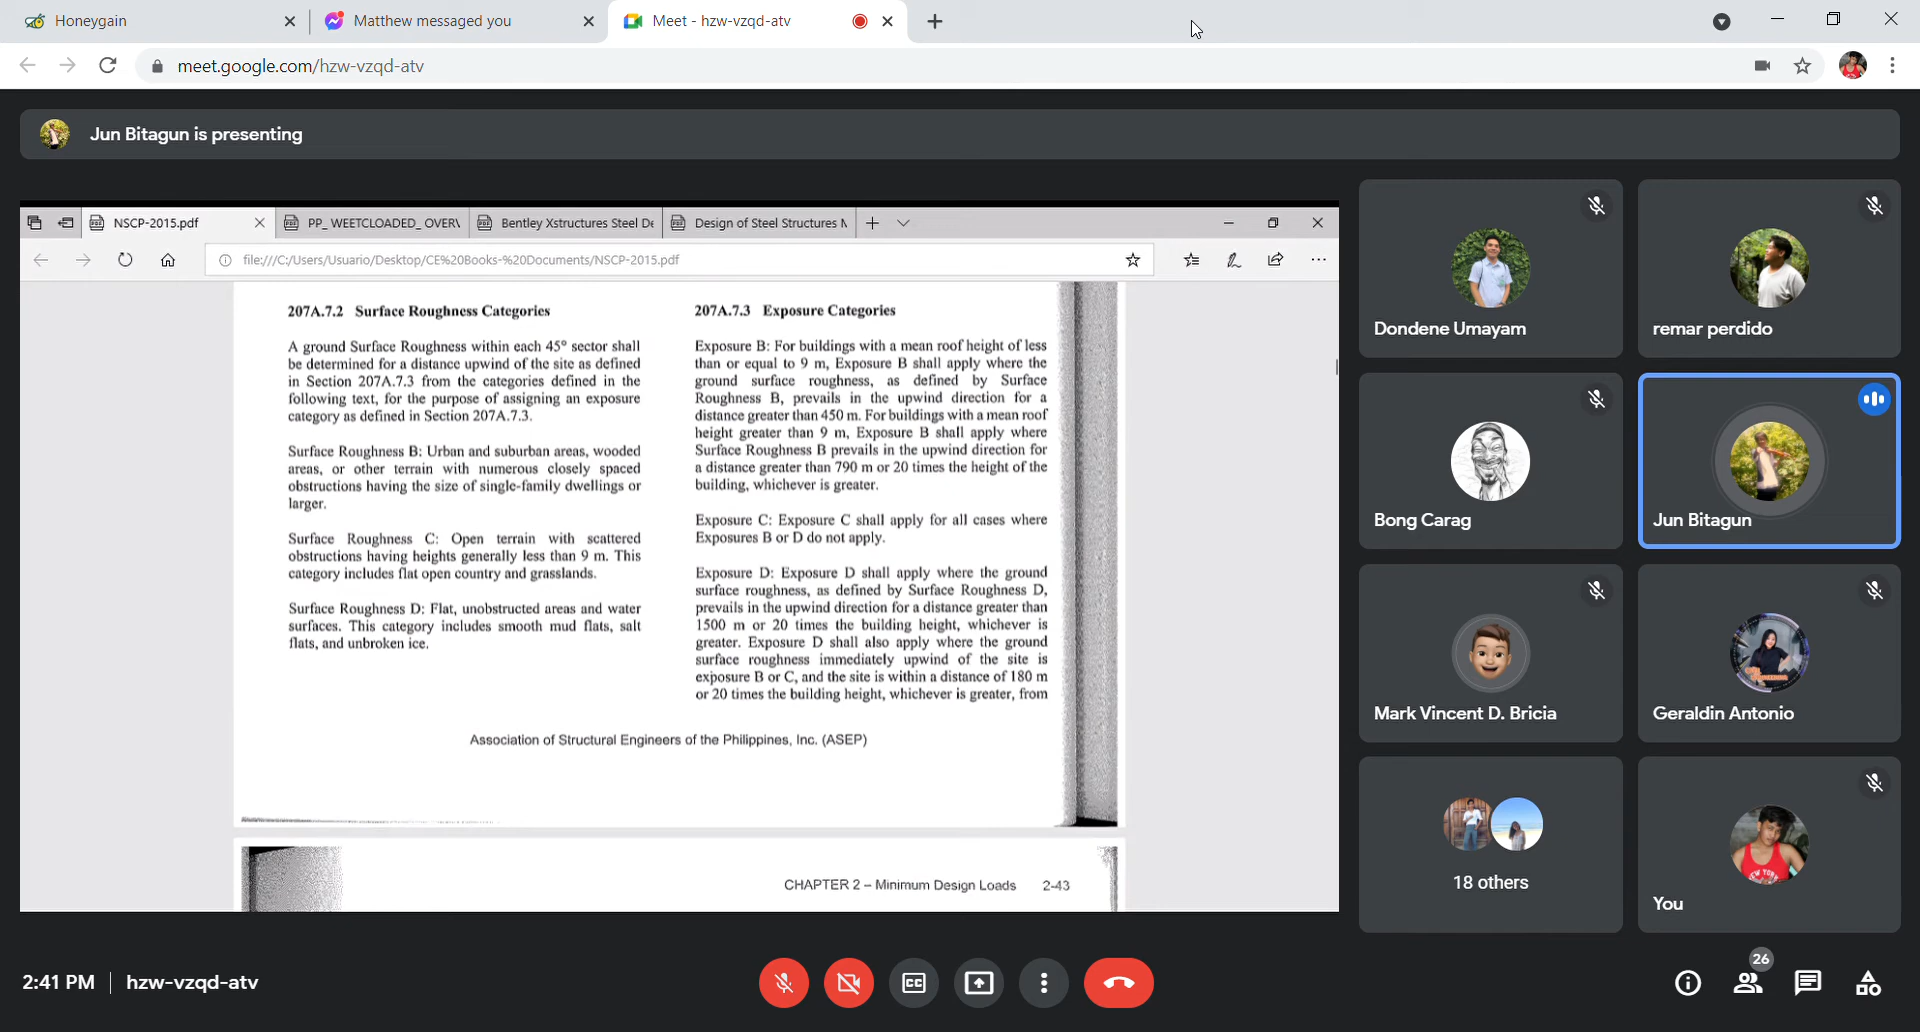 Honeygain
Matthew messaged you
Meet - hzw-vzqd-atv
meet.google.com/hzw-vzqd-atv
Jun Bitagun is presenting
NSCP-2015.pdf
PP_ WEETCLOADED_ OVER\
Bentley Xstructures Steel De
Design of Steel Structures N
file:///C:/Users/Usuario/Desktop/CE%20Books-%20Documents/NSCP-2015.pdf
207A.7.2 Surface Roughness Categories
A ground Surface Roughness within each 45° sector shall
be determined for a distance upwind of the site as defined
in Section 207A.7.3 from the categories defined in the
following text, for the purpose of assigning an exposure
category as defined in Section 207A.7.3.
Surface Roughness B: Urban and suburban areas, wooded
areas, or other terrain with numerous closely spaced
obstructions having the size of single-family dwellings or
larger.
Surface Roughness C: Open terrain with scattered
obstructions having heights generally less than 9 m. This
category includes flat open country and grasslands.
Surface Roughness D: Flat, unobstructed areas and water
surfaces. This category includes smooth mud flats, salt
flats, and unbroken ice.
207A.7.3 Exposure Categories
Exposure B: For buildings with a mean roof height of less
than or equal to 9 m, Exposure B shall apply where the
ground surface roughness, as defined by Surface
Roughness B, prevails in the upwind direction for a
distance greater than 450 m. For buildings with a mean roof
height greater than 9 m, Exposure B shall apply where
Surface Roughness B prevails in the upwind direction for
a distance greater than 790 m or 20 times the height of the
building, whichever is greater.
Exposure C: Exposure C shall apply for all cases where
Exposures B or D do not apply.
Exposure D: Exposure D shall apply where the ground
surface roughness, as defined by Surface Roughness D,
prevails in the upwind direction for a distance greater than
1500 m or 20 times the building height, whichever is
greater. Exposure D shall also apply where the ground
surface roughness immediately upwind of the site is
exposure B or C, and the site is within a distance of 180 m
or 20 times the building height, whichever is greater, from
Association of Structural Engineers of the Philippines, Inc. (ASEP)
CHAPTER 2 – Minimum Design Loads 2-43
Dondene Umayam
remar perdido
Bong Carag
Jun Bitagun
Mark Vincent D. Bricia
Geraldin Antonio
18 others
You
2:41 PM
hzw-vzqd-atv
CC
26